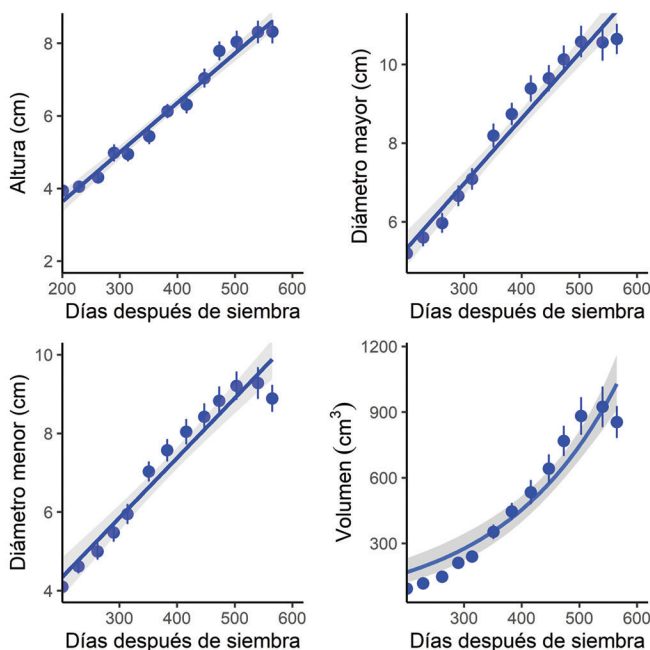 Altura (cm)
8
6
4
2
200 300 400 500 600
Días después de siembra
Diámetro mayor (cm)
10
8
6
300 400 500 600
Días después de siembra
Diámetro menor (cm)
10
8
6
4
300 400 500 600
Días después de siembra
Volumen (cm³)
1200
900
600
300
300 400 500 600
Días después de siembra